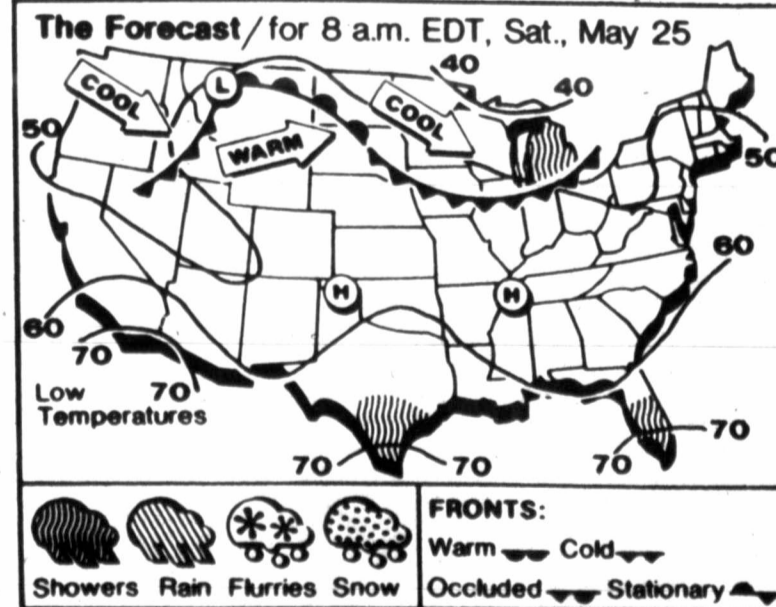 The Forecast/for 8 a.m. EDT, Sat., May 25
40
40
COOL
L
COOL
WARM
50
50
60
H
H
60
70
70
Low
Temperatures
70
70
70
70
Showers Rain Flurries Snow
FRONTS:
Warm Cold
Occluded Stationary